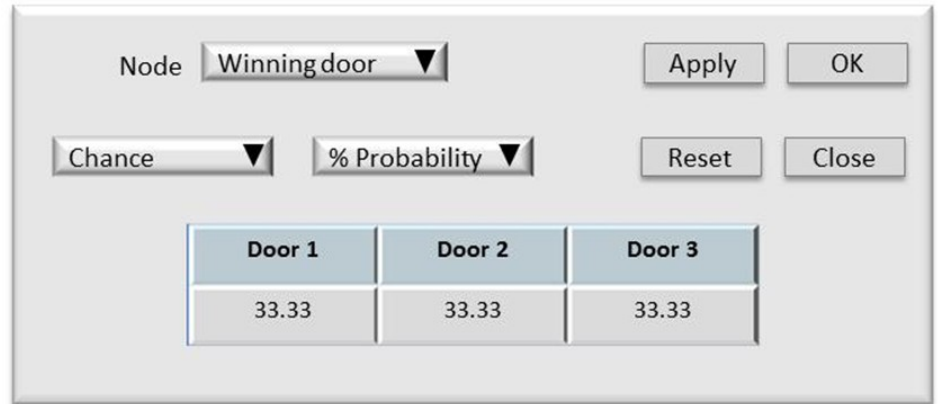 Node Winning door ▼ Apply OK
Chance ▼ % Probability ▼ Reset Close
Door 1 Door 2 Door 3
33.33 33.33 33.33